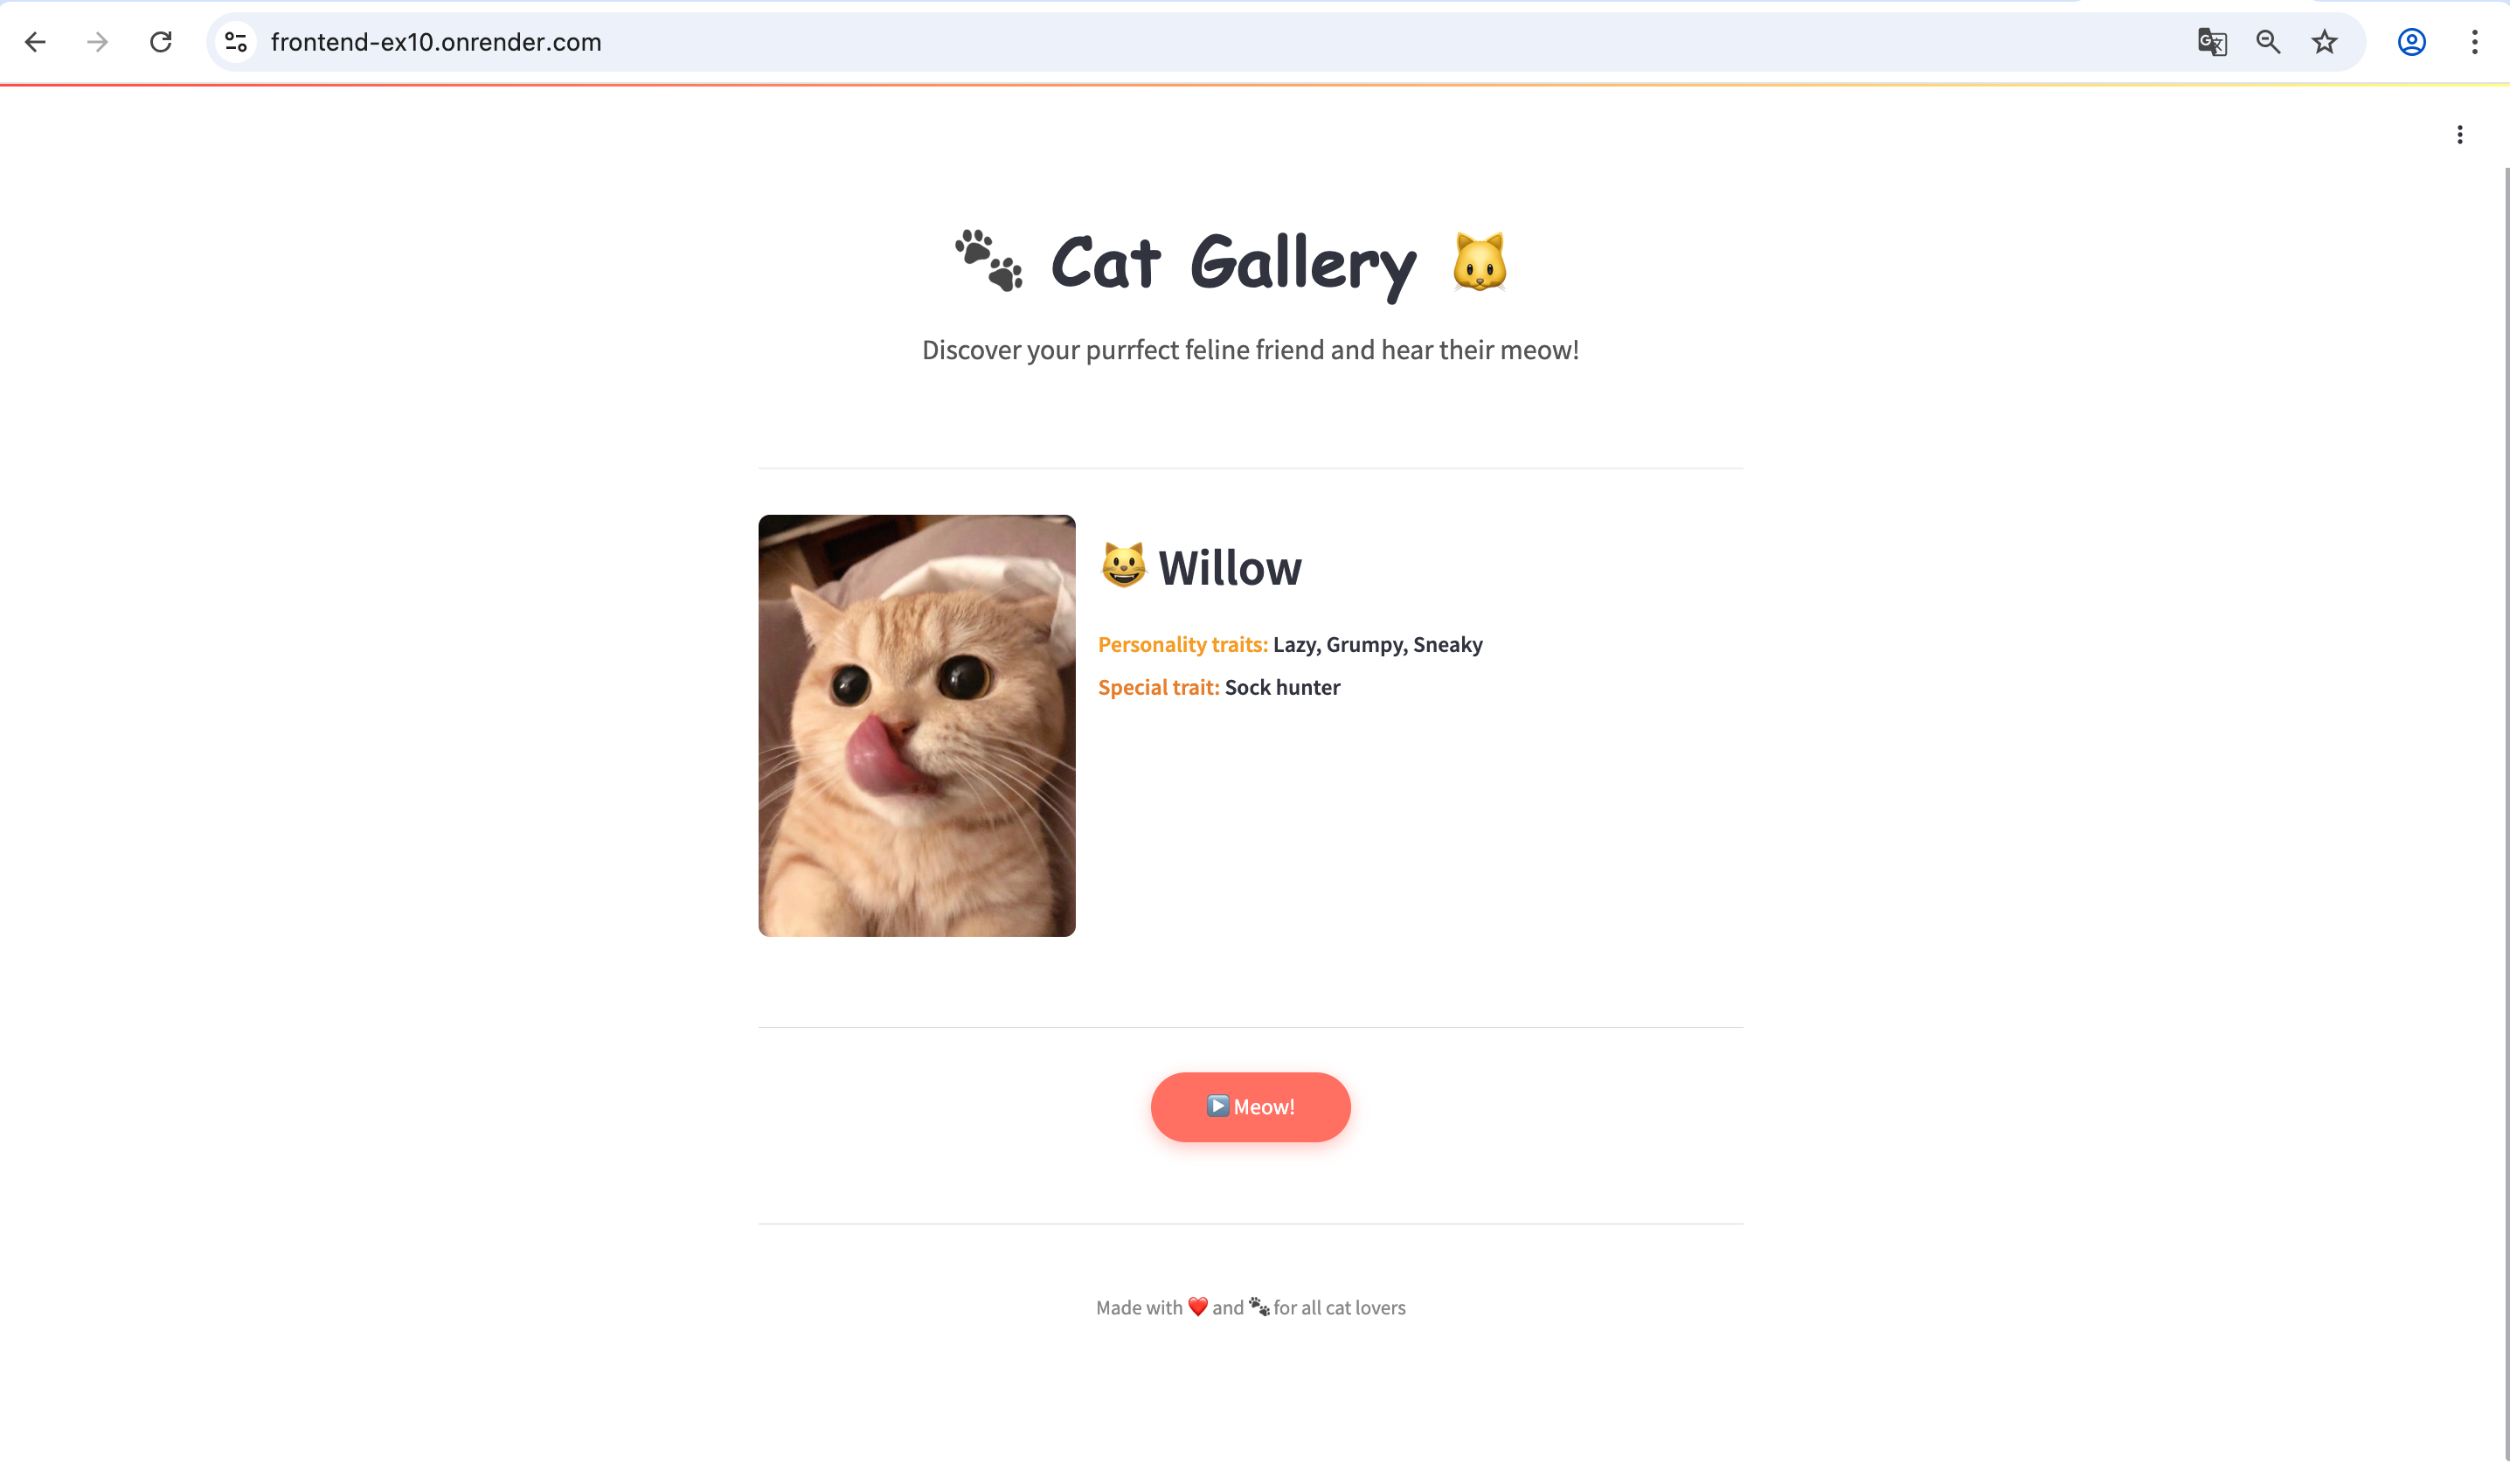 frontend-ex10.onrender.com
🐾 Cat Gallery 🐱
Discover your purrfect feline friend and hear their meow!
😺 Willow
Personality traits: Lazy, Grumpy, Sneaky
Special trait: Sock hunter
▶️ Meow!
Made with ❤️ and 🐾 for all cat lovers